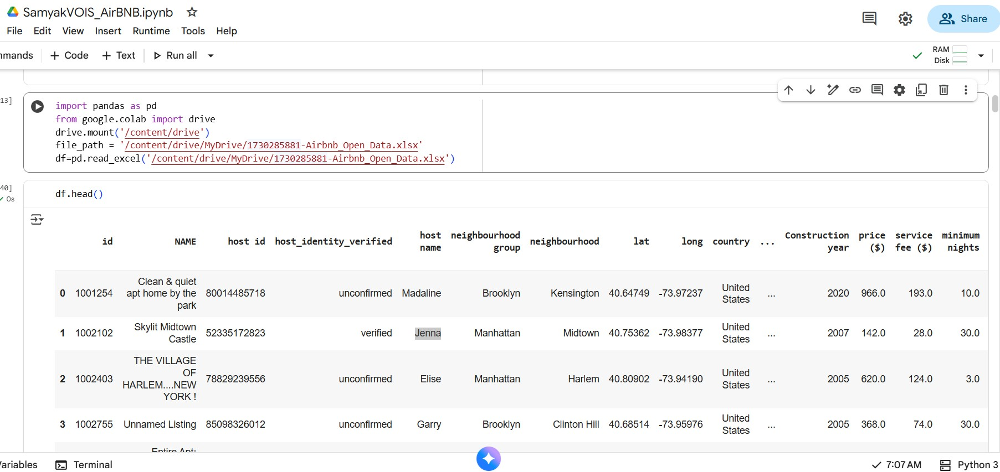 SamyakVOIS_AirBNB.ipynb
Share
File Edit View Insert Runtime Tools Help
+ Code + Text Run all
RAM
Disk
13]
import pandas as pd
from google.colab import drive
drive.mount('/content/drive')
file_path = '/content/drive/MyDrive/1730285881-Airbnb_Open_Data.xlsx'
df=pd.read_excel('/content/drive/MyDrive/1730285881-Airbnb_Open_Data.xlsx')
40]
0s
df.head()
id NAME host id host_identity_verified host name neighbourhood group neighbourhood lat long country ... Construction year price ($) service fee ($) minimum nights
0 1001254 Clean & quiet apt home by the park 80014485718 unconfirmed Madaline Brooklyn Kensington 40.64749 -73.97237 United States ... 2020 966.0 193.0 10.0
1 1002102 Skylit Midtown Castle 52335172823 verified Jenna Manhattan Midtown 40.75362 -73.98377 United States ... 2007 142.0 28.0 30.0
2 1002403 THE VILLAGE OF HARLEM....NEW YORK ! 78829239556 unconfirmed Elise Manhattan Harlem 40.80902 -73.94190 United States ... 2005 620.0 124.0 3.0
3 1002755 Unnamed Listing 85098326012 unconfirmed Garry Brooklyn Clinton Hill 40.68514 -73.95976 United States ... 2005 368.0 74.0 30.0
Entire Apt:
Terminal
7:07 AM
Python 3